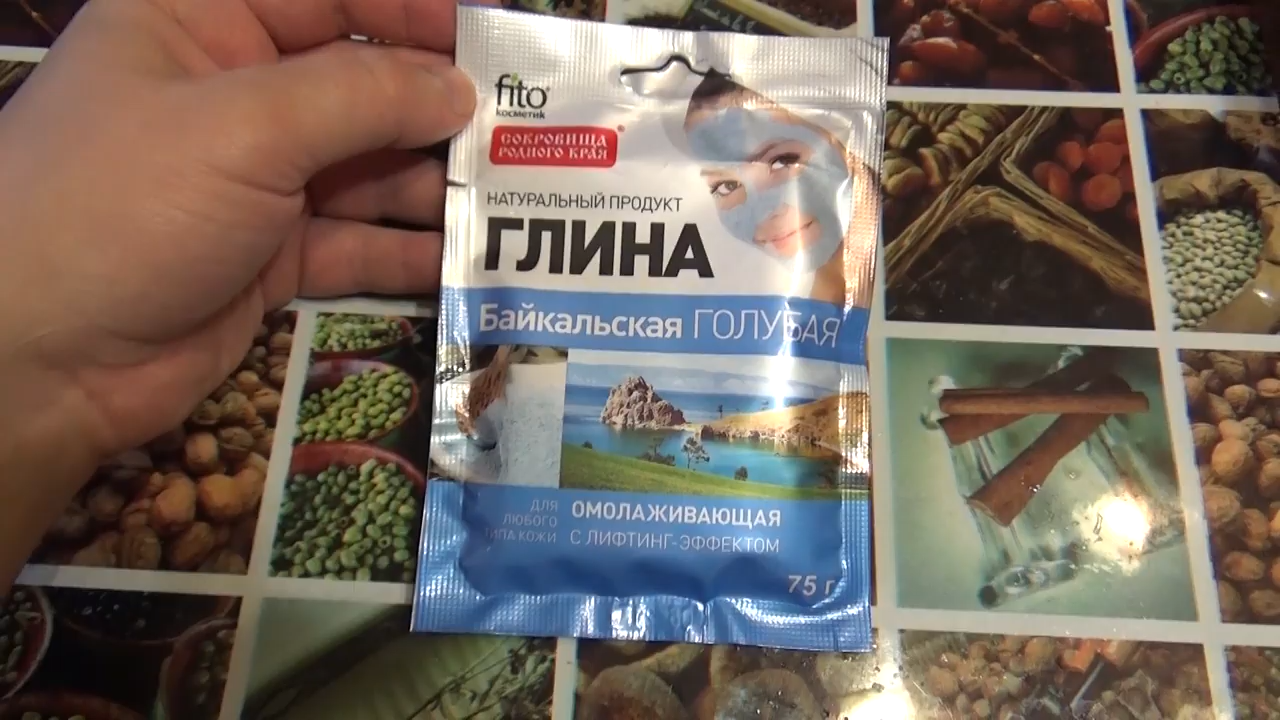 fito
косметик
СОКРОВИЩА
РОДНОГО КРАЯ
НАТУРАЛЬНЫЙ ПРОДУКТ
ГЛИНА
Байкальская ГОЛУБАЯ
ДЛЯ
ЛЮБОГО
ТИПА КОЖИ
ОМОЛАЖИВАЮЩАЯ
С ЛИФТИНГ-ЭФФЕКТОМ
75 г